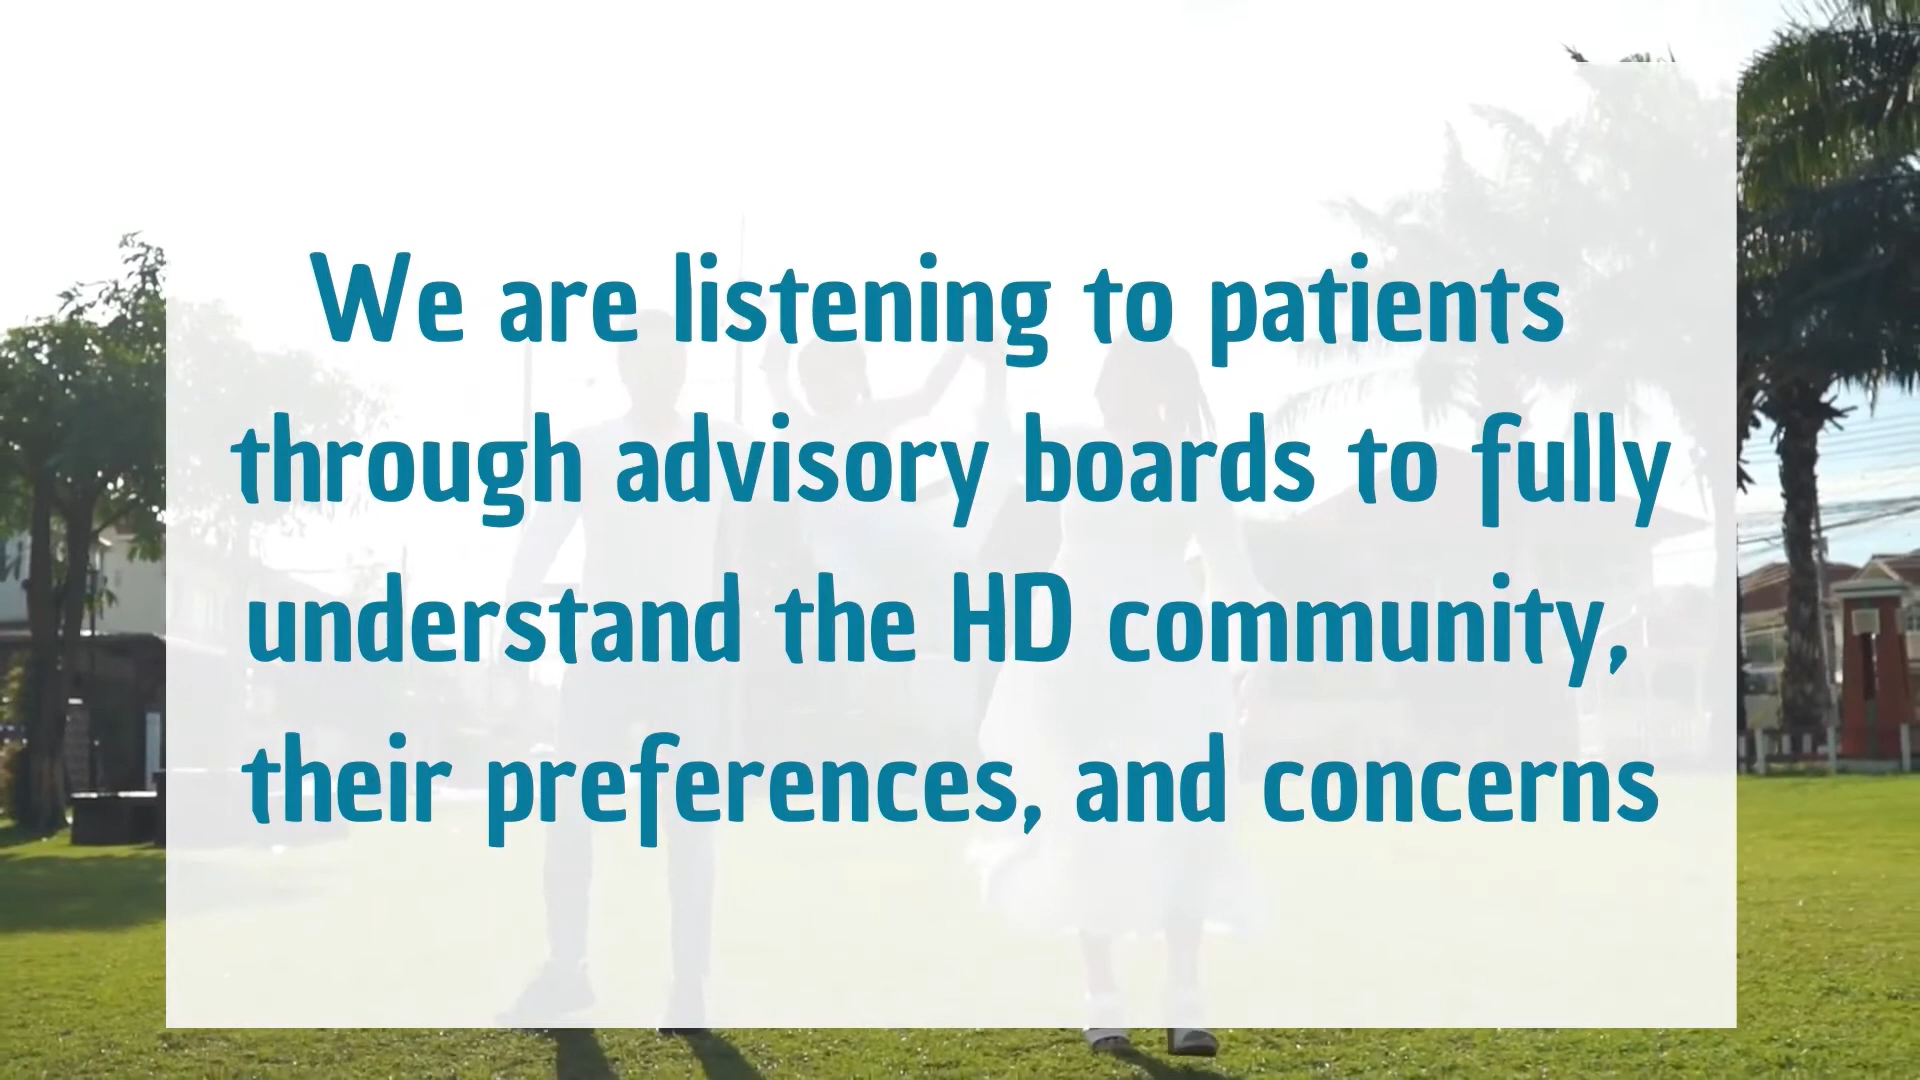 We are listening to patients
through advisory boards to fully
understand the HD community,
their preferences, and concerns